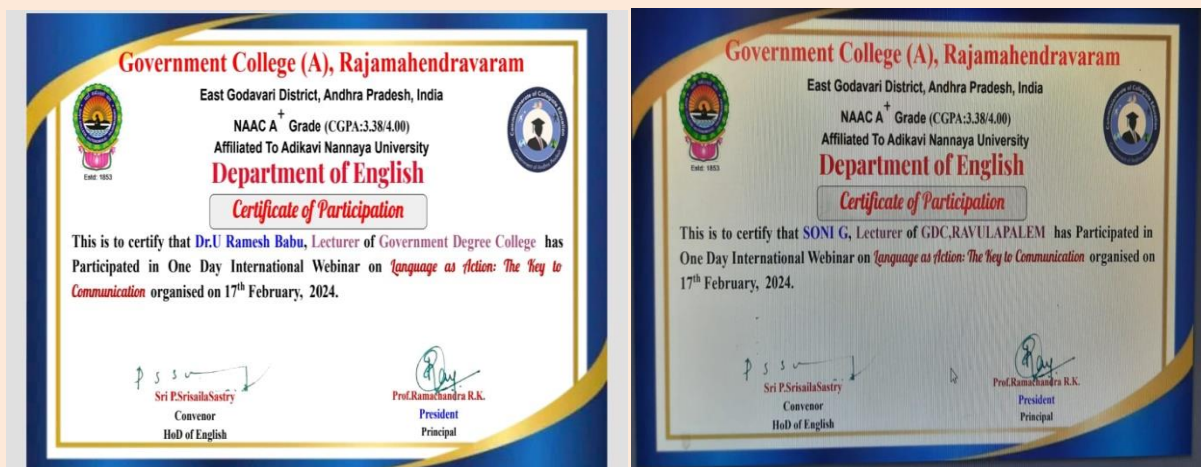 Government College (A), Rajamahendravaram
East Godavari District, Andhra Pradesh, India
NAAC A+ Grade (CGPA:3.38/4.00)
Affiliated To Adikavi Nannaya University
Estd: 1853
Department of English
Certificate of Participation
This is to certify that Dr.U Ramesh Babu, Lecturer of Government Degree College has
Participated in One Day International Webinar on Language as Action: The Key to
Communication organised on 17th February, 2024.
Sri P.SrisailaSastry
Convenor
HoD of English
Prof.Ramachandra R.K.
President
Principal
Government College (A), Rajamahendravaram
East Godavari District, Andhra Pradesh, India
NAAC A+ Grade (CGPA:3.38/4.00)
Affiliated To Adikavi Nannaya University
Estd: 1853
Department of English
Certificate of Participation
This is to certify that SONI G, Lecturer of GDC,RAVULAPALEM has Participated in
One Day International Webinar on Language as Action: The Key to Communication organised on
17th February, 2024.
Sri P.SrisailaSastry
Convenor
HoD of English
Prof.Ramachandra R.K.
President
Principal